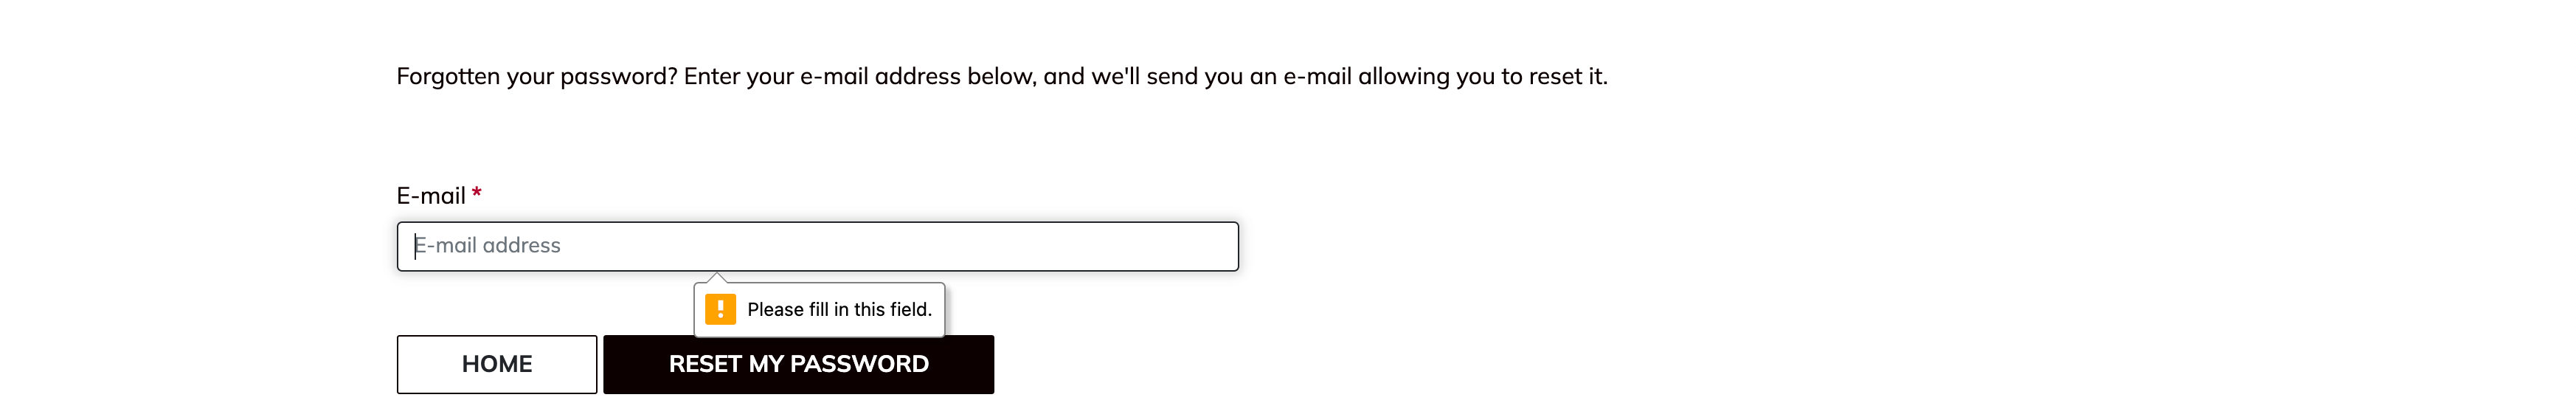 Forgotten your password? Enter your e-mail address below, and we'll send you an e-mail allowing you to reset it.
E-mail *
E-mail address
Please fill in this field.
HOME
RESET MY PASSWORD